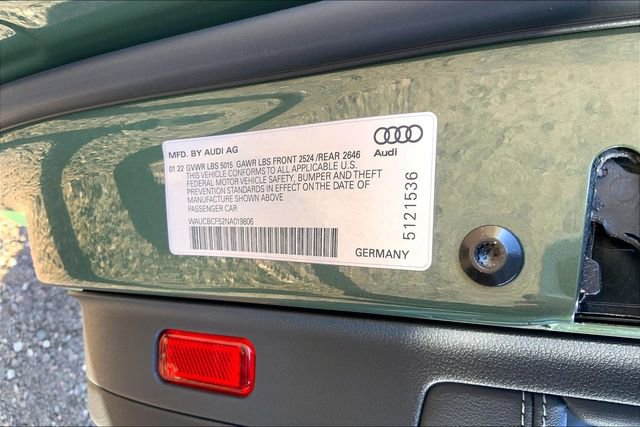 MFD. BY AUDI AG
01 22 GVWR LBS 5015 GAWR LBS FRONT 2524 /REAR 2646
THIS VEHICLE CONFORMS TO ALL APPLICABLE U.S.
FEDERAL MOTOR VEHICLE SAFETY, BUMPER AND THEFT
PREVENTION STANDARDS IN EFFECT ON THE DATE OF
MANUFACTURE SHOWN ABOVE
PASSENGER CAR
WAUCBCF52NA019806
GERMANY
Audi
5121536